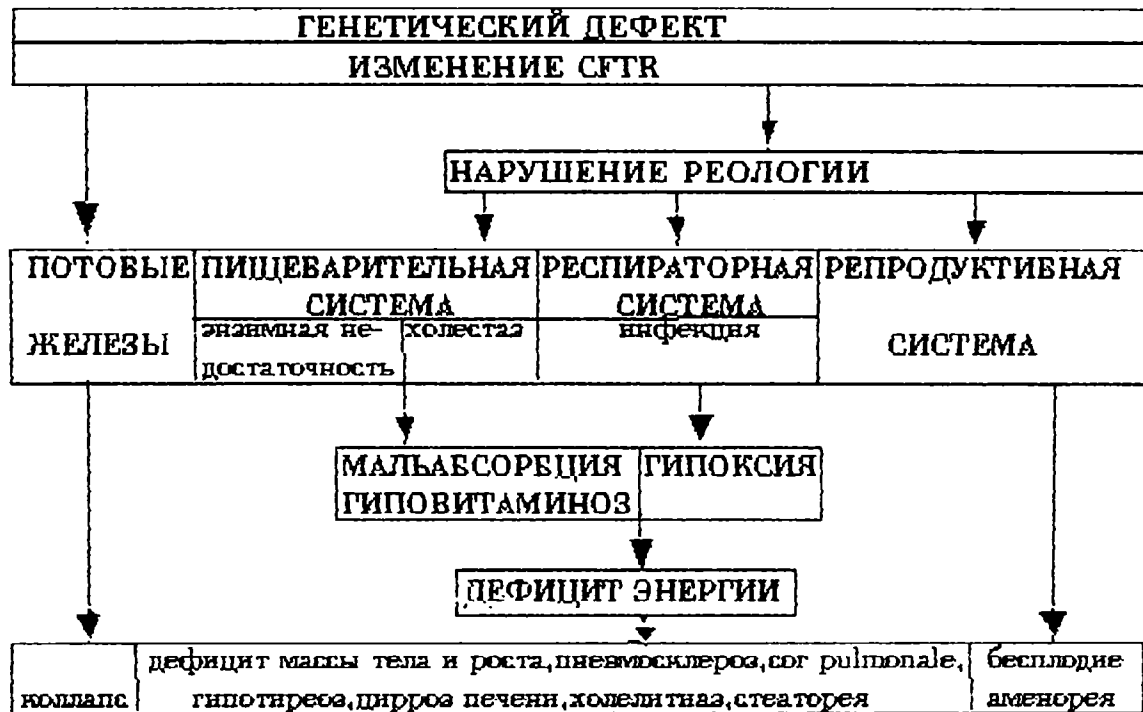 ГЕНЕТИЧЕСКИЙ ДЕФЕКТ
ИЗМЕНЕНИЕ CFTR
НАРУШЕНИЕ РЕОЛОГИИ
ПОТОВЫЕ
ЖЕЛЕЗЫ
ПИЩЕВАРИТЕЛЬНАЯ
СИСТЕМА
энзимная не-
достаточность
холестаз
РЕСПИРАТОРНАЯ
СИСТЕМА
инфекция
РЕПРОДУКТИВНАЯ
СИСТЕМА
МАЛЬАБСОРБЦИЯ
ГИПОВИТАМИНОЗ
ГИПОКСИЯ
ДЕФИЦИТ ЭНЕРГИИ
коллапс
дефицит массы тела и роста,пневмосклероз,cor pulmonale,
гипотиреоз,цирроз печени,холелитиаз,стеаторея
бесплодие
аменорея